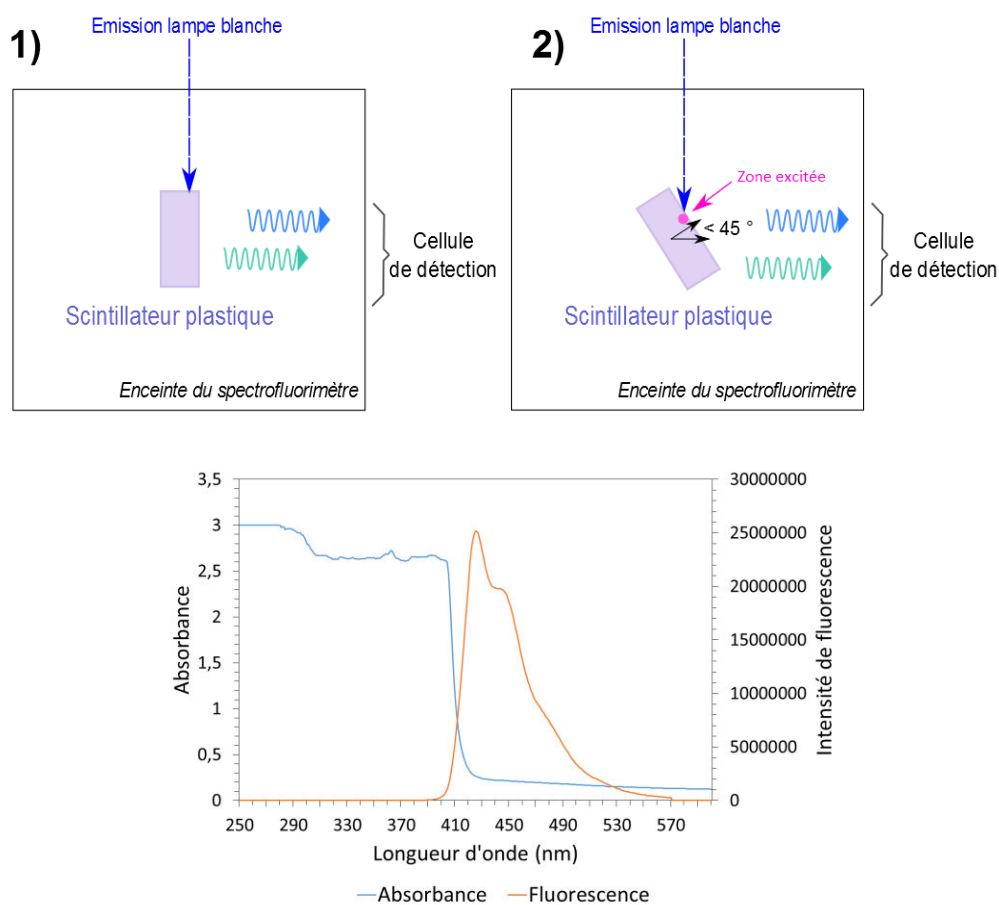 1)
Emission lampe blanche
Cellule
de détection
Scintillateur plastique
Enceinte du spectrofluorimètre
2)
Emission lampe blanche
Zone excitée
< 45 °
Cellule
de détection
Scintillateur plastique
Enceinte du spectrofluorimètre
Absorbance
3,5
3
2,5
2
1,5
1
0,5
0
30000000
25000000
20000000
15000000
10000000
5000000
0
Intensité de fluorescence
250 290 330 370 410 450 490 530 570
Longueur d'onde (nm)
Absorbance Fluorescence